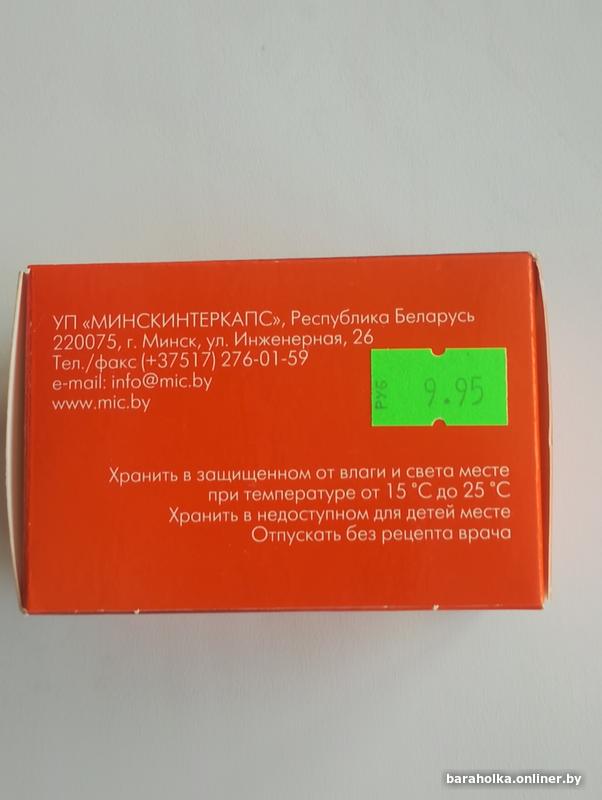 УП «МИНСКИНТЕРКАПС», Республика Беларусь
220075, г. Минск, ул. Инженерная, 26
Тел./факс (+37517) 276-01-59
e-mail: info@mic.by
www.mic.by
РУБ 9.95
Хранить в защищенном от влаги и света месте
при температуре от 15 °C до 25 °C
Хранить в недоступном для детей месте
Отпускать без рецепта врача
baraholka.onliner.by